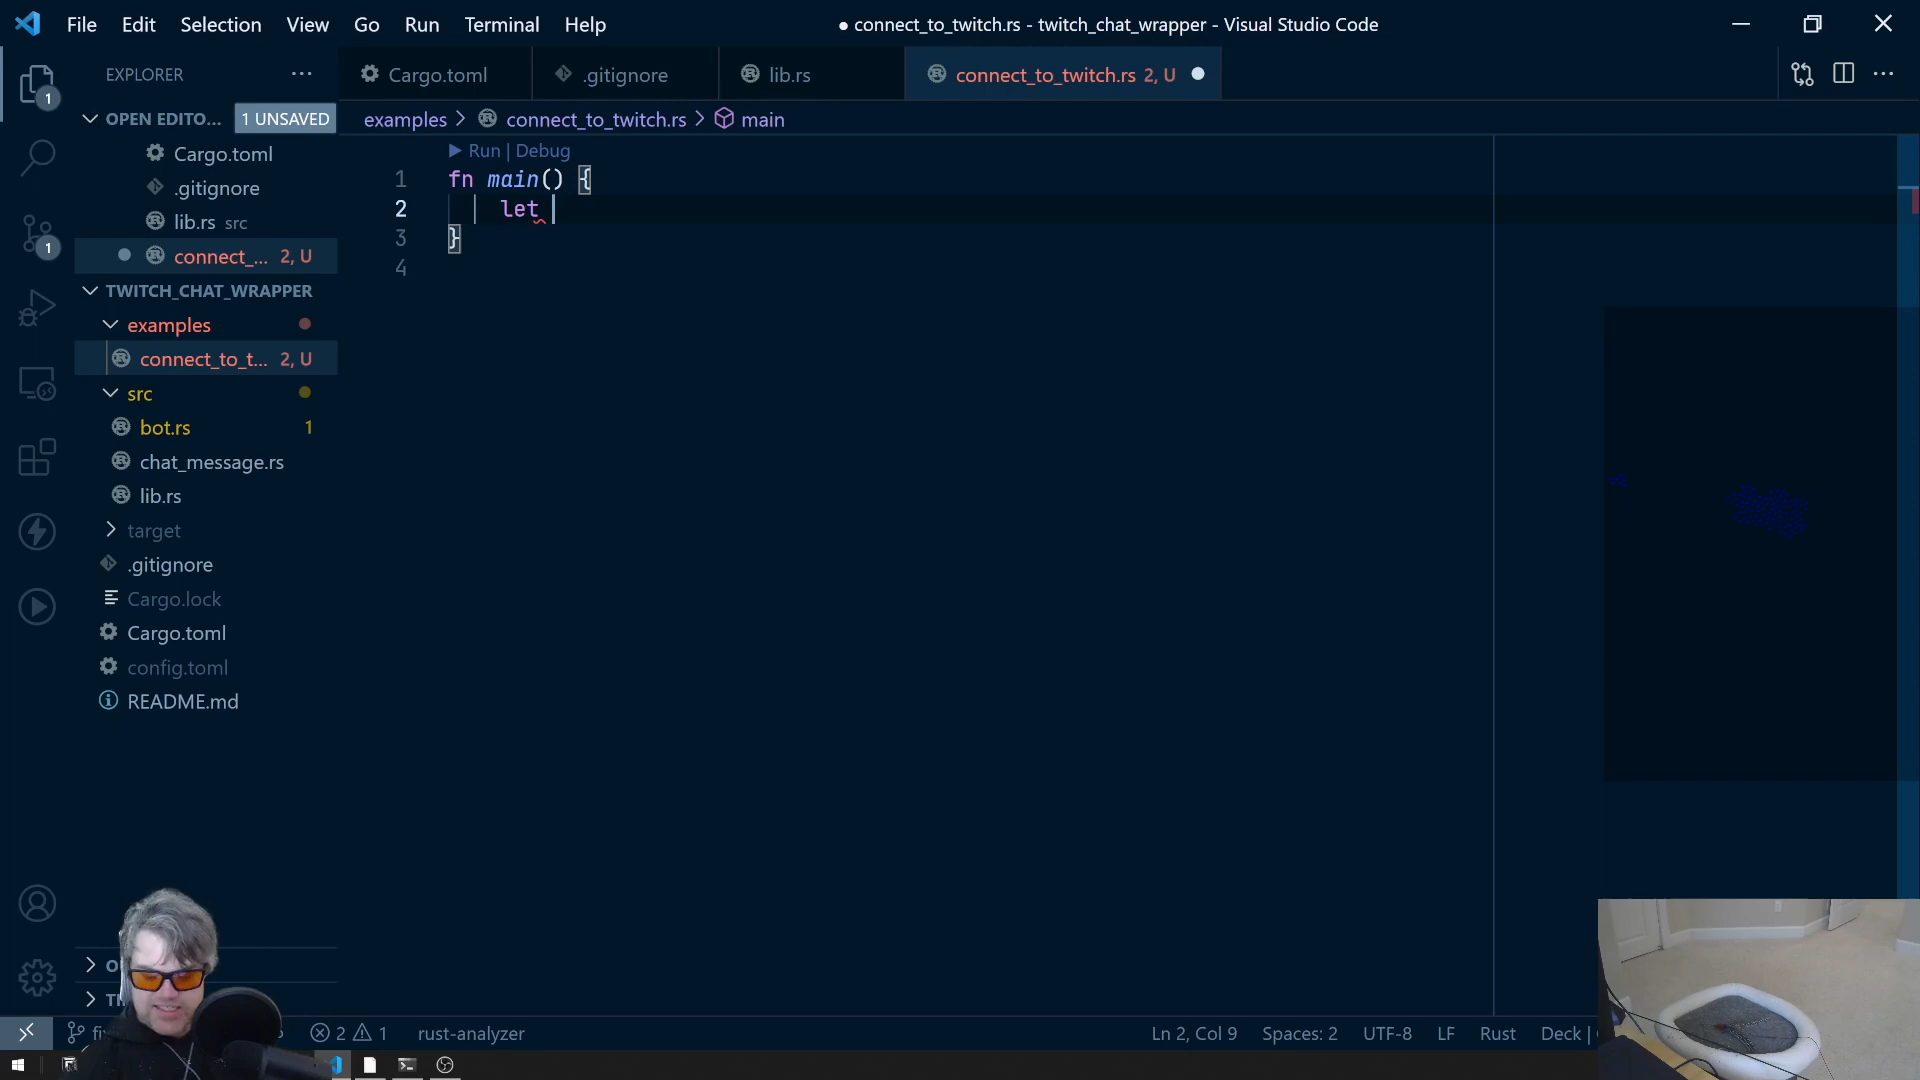 File Edit Selection View Go Run Terminal Help
● connect_to_twitch.rs - twitch_chat_wrapper - Visual Studio Code
EXPLORER
Cargo.toml
.gitignore
lib.rs
connect_to_twitch.rs 2, U
1
OPEN EDITO...
1 UNSAVED
examples > connect_to_twitch.rs > main
Cargo.toml
.gitignore
lib.rs src
connect_... 2, U
TWITCH_CHAT_WRAPPER
examples
connect_to_t... 2, U
src
bot.rs 1
chat_message.rs
lib.rs
target
.gitignore
Cargo.lock
Cargo.toml
config.toml
README.md
1
Run | Debug
1 fn main() {
2 let
3 }
4
2 1
rust-analyzer
Ln 2, Col 9
Spaces: 2
UTF-8
LF
Rust
Deck |